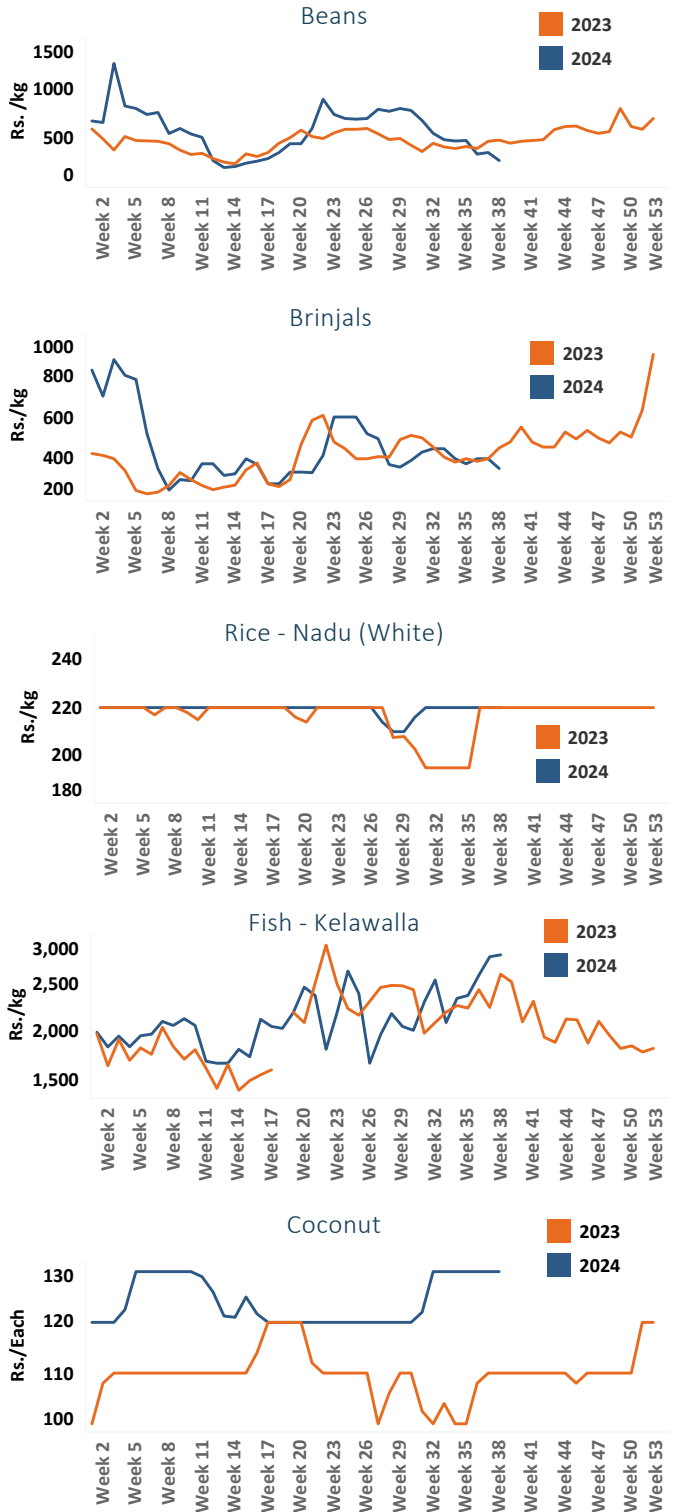 Beans
2023
2024
Rs. /kg
1500
1000
500
0
Week 2
Week 5
Week 8
Week 11
Week 14
Week 17
Week 20
Week 23
Week 26
Week 29
Week 32
Week 35
Week 38
Week 41
Week 44
Week 47
Week 50
Week 53
Brinjals
2023
2024
Rs./kg
1000
800
600
400
200
Week 2
Week 5
Week 8
Week 11
Week 14
Week 17
Week 20
Week 23
Week 26
Week 29
Week 32
Week 35
Week 38
Week 41
Week 44
Week 47
Week 50
Week 53
Rice - Nadu (White)
2023
2024
Rs./kg
240
220
200
180
Week 2
Week 5
Week 8
Week 11
Week 14
Week 17
Week 20
Week 23
Week 26
Week 29
Week 32
Week 35
Week 38
Week 41
Week 44
Week 47
Week 50
Week 53
Fish - Kelawalla
2023
2024
Rs./kg
3,000
2,500
2,000
1,500
Week 2
Week 5
Week 8
Week 11
Week 14
Week 17
Week 20
Week 23
Week 26
Week 29
Week 32
Week 35
Week 38
Week 41
Week 44
Week 47
Week 50
Week 53
Coconut
2023
2024
Rs./Each
130
120
110
100
Week 2
Week 5
Week 8
Week 11
Week 14
Week 17
Week 20
Week 23
Week 26
Week 29
Week 32
Week 35
Week 38
Week 41
Week 44
Week 47
Week 50
Week 53